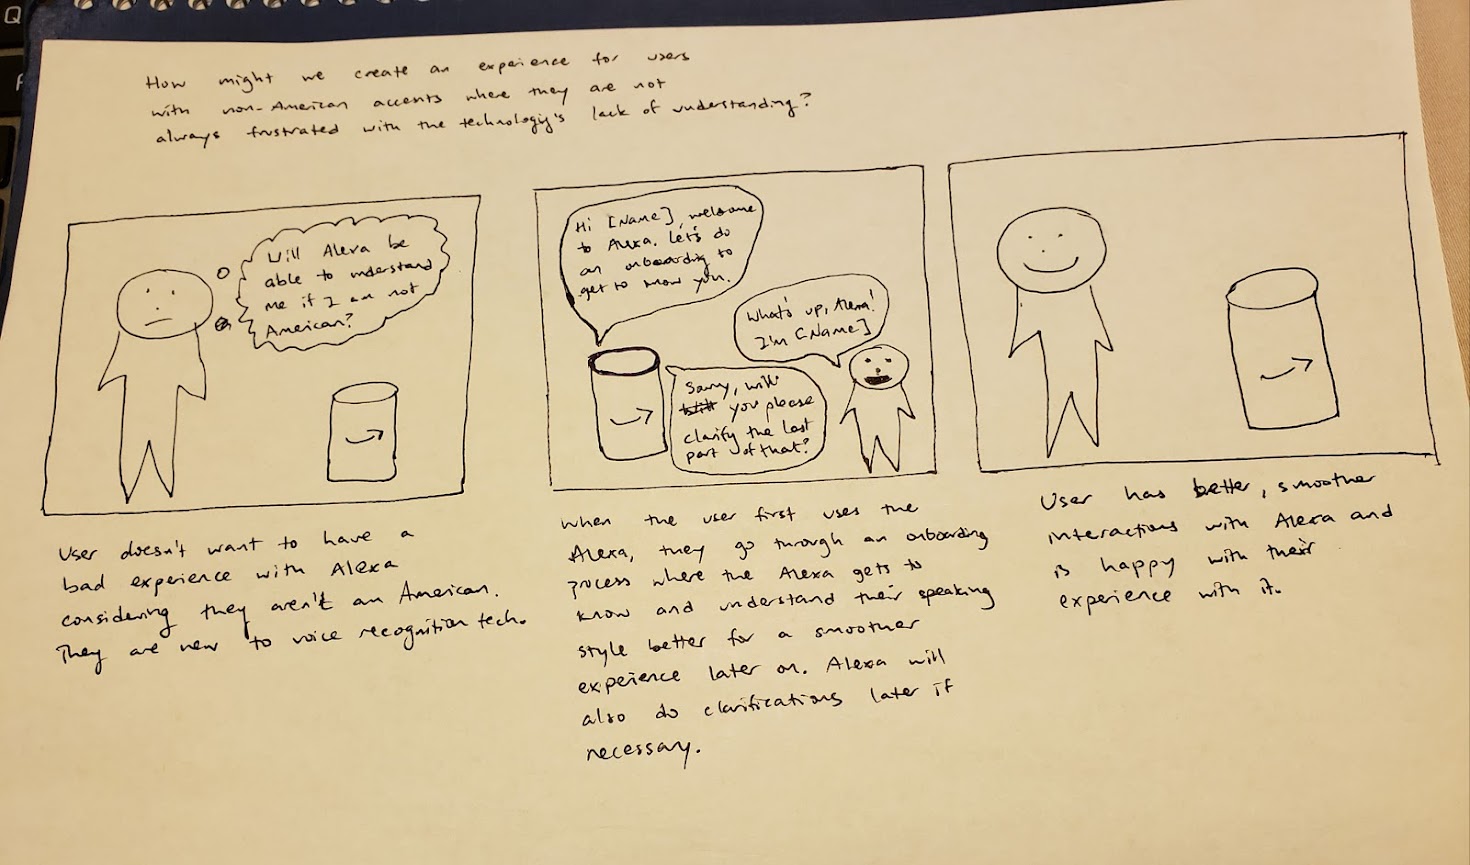 How might we create an experience for users
with non-American accents where they are not
always frustrated with the technology's lack of understanding?
Will Alexa be
able to understand
me if I am not
American?
User doesn't want to have a
bad experience with Alexa
considering they aren't an American.
They are new to voice recognition tech.
Hi [Name], welcome
to Alexa. Let's do
an onboarding to
get to know you.
What's up, Alexa!
I'm [Name]
Sorry, will
you please
clarify the last
part of that?
When the user first uses the
Alexa, they go through an onboarding
process where the Alexa gets to
know and understand their speaking
style better for a smoother
experience later on. Alexa will
also do clarifications later if
necessary.
User has better, smoother
interactions with Alexa and
is happy with their
experience with it.
Q